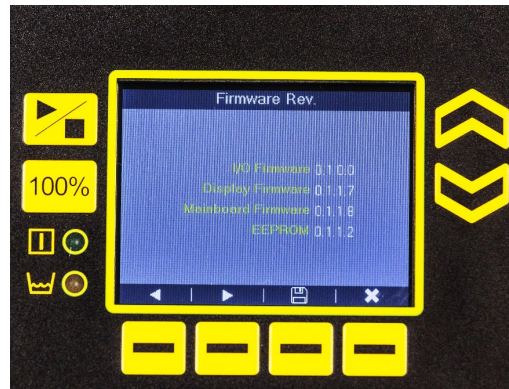 Firmware Rev.
I/O Firmware 0.1.0.0
Display Firmware 0.1.1.7
Mainboard Firmware 0.1.1.8
EEPROM 0.1.1.2
100%